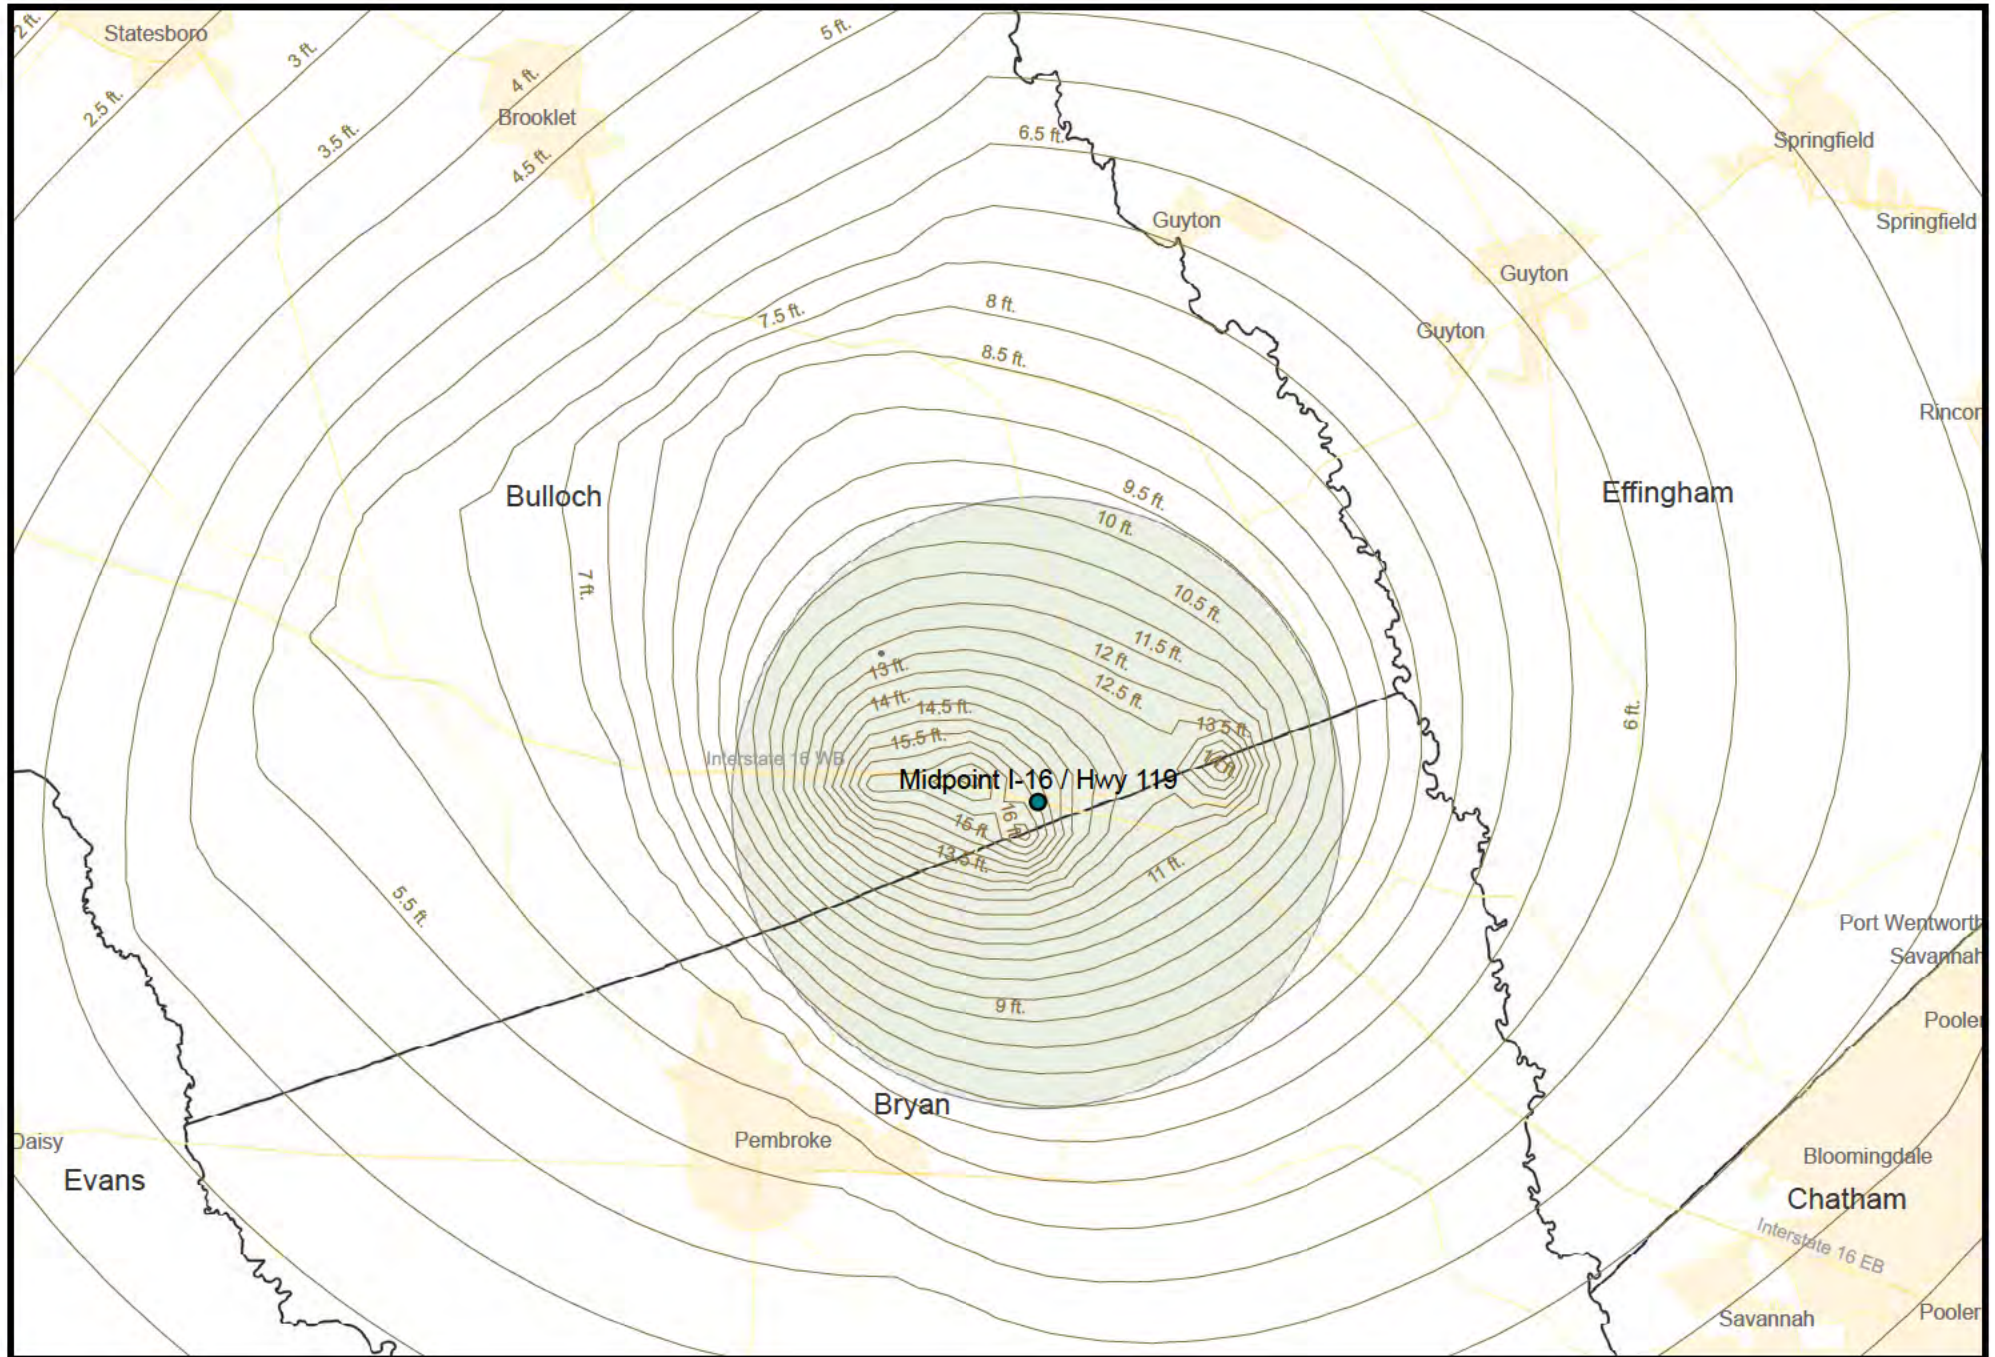 2 ft.
Statesboro
3 ft.
5 ft.
2.5 ft.
4 ft.
Brooklet
3.5 ft.
4.5 ft.
6.5 ft.
Springfield
Guyton
Springfield
Guyton
7.5 ft.
8 ft.
Guyton
8.5 ft.
Rincon
Bulloch
9.5 ft.
Effingham
10 ft.
7 ft.
10.5 ft.
11.5 ft.
12 ft.
13 ft.
12.5 ft.
14 ft.
14.5 ft.
13.5 ft.
6 ft.
15.5 ft.
Interstate 16 WB
Midpoint I-16 / Hwy 119
16 ft.
15 ft.
13.5 ft.
11 ft.
5.5 ft.
Port Wentworth
Savannah
9 ft.
Pooler
Bryan
Daisy
Pembroke
Bloomingdale
Evans
Chatham
Interstate 16 EB
Savannah
Pooler